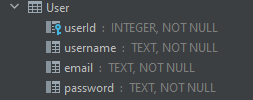 User
userId : INTEGER, NOT NULL
username : TEXT, NOT NULL
email : TEXT, NOT NULL
password : TEXT, NOT NULL